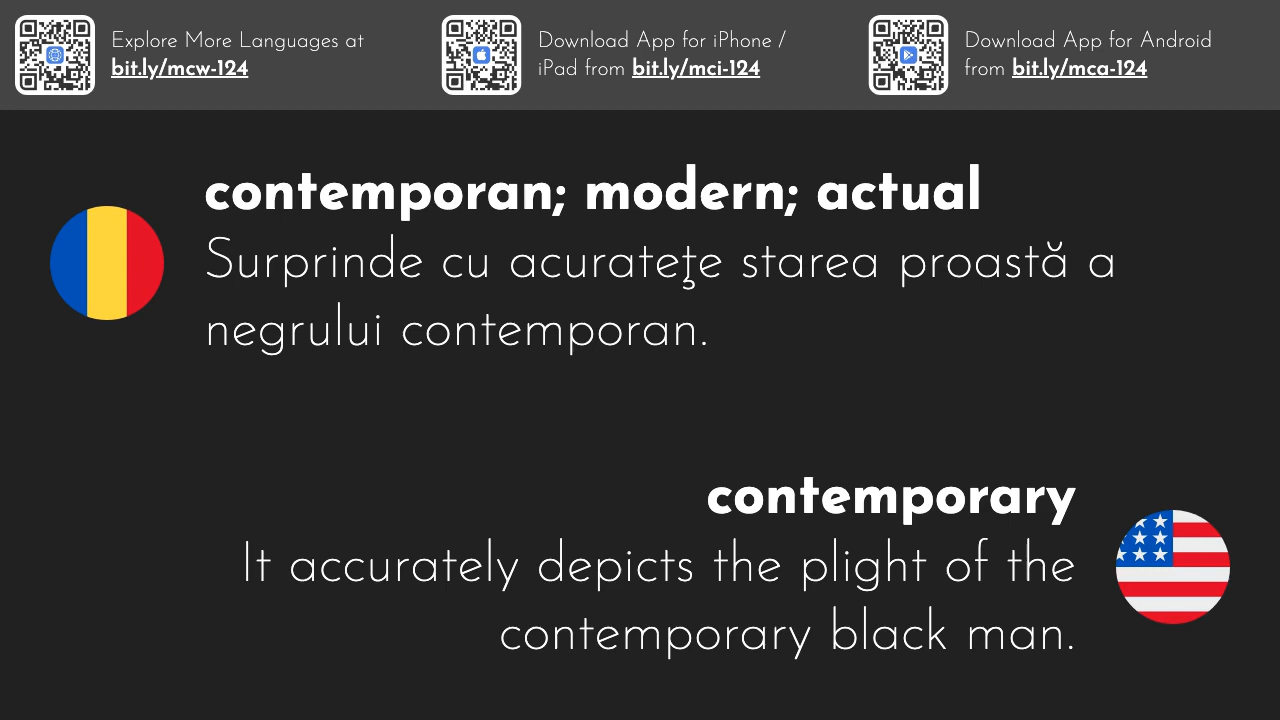 Explore More Languages at
bit.ly/mcw-124
Download App for iPhone /
iPad from bit.ly/mci-124
Download App for Android
from bit.ly/mca-124
contemporan; modern; actual
Surprinde cu acurateţe starea proastă a
negrului contemporan.
contemporary
It accurately depicts the plight of the
contemporary black man.